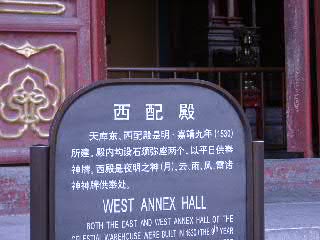 西配殿
天库东、西配殿是明·嘉靖九年(1530)
所建。殿内均设石须弥座两个。以平日供奉
神牌。西殿是夜明之神(月)、云、雨、风、雷诸
神神牌供奉处。
WEST ANNEX HALL
BOTH THE EAST AND WEST ANNEX HALL OF THE
CELESTIAL WAREHOUSE WERE BUILT IN 1530 (THE 9TH YEAR